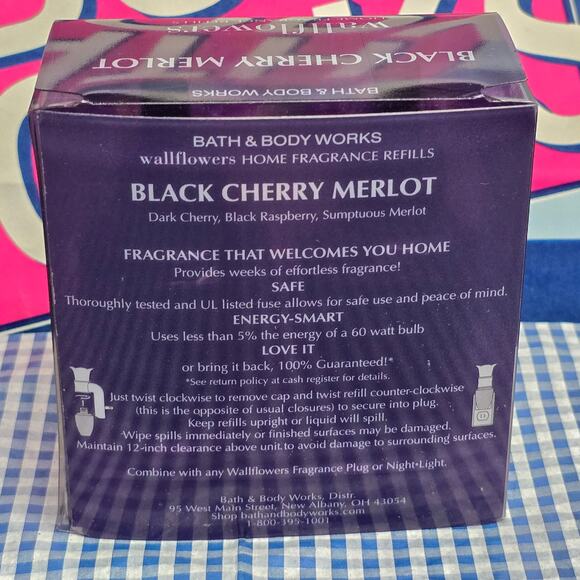 wallflowers
HOME FRAGRANCE REFILLS
BLACK CHERRY MERLOT
BATH & BODY WORKS
BATH & BODY WORKS
wallflowers HOME FRAGRANCE REFILLS
BLACK CHERRY MERLOT
Dark Cherry, Black Raspberry, Sumptuous Merlot
FRAGRANCE THAT WELCOMES YOU HOME
Provides weeks of effortless fragrance!
SAFE
Thoroughly tested and UL listed fuse allows for safe use and peace of mind.
ENERGY-SMART
Uses less than 5% the energy of a 60 watt bulb
LOVE IT
or bring it back, 100% Guaranteed!*
*See return policy at cash register for details.
Just twist clockwise to remove cap and twist refill counter-clockwise
(this is the opposite of usual closures) to secure into plug.
Keep refills upright or liquid will spill.
Wipe spills immediately or finished surfaces may be damaged.
Maintain 12-inch clearance above unit to avoid damage to surrounding surfaces.
Combine with any Wallflowers Fragrance Plug or Night•Light.
Bath & Body Works, Distr.
95 West Main Street, New Albany, OH 43054
Shop bathandbodyworks.com
1-800-395-1001